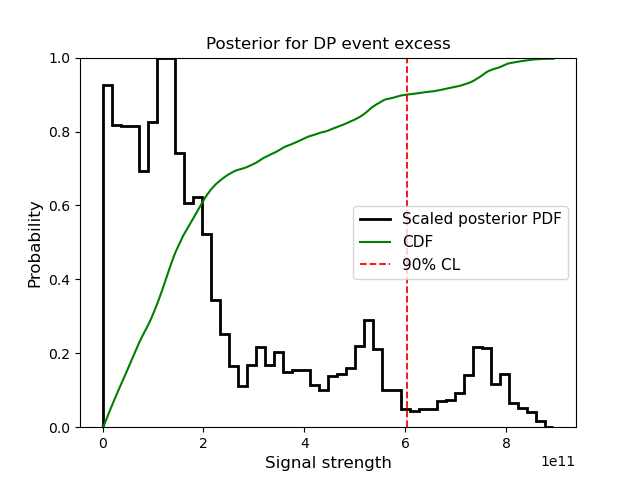 Posterior for DP event excess
Probability
1.0
0.8
0.6
0.4
0.2
0.0
Scaled posterior PDF
CDF
90% CL
0
2
4
6
8
1e11
Signal strength